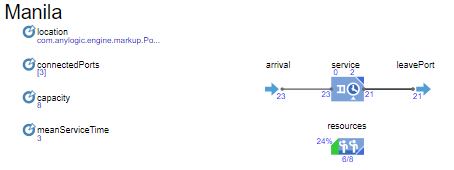 Manila
location
com.anylogic.engine.markup.Po...
connectedPorts
[3]
capacity
8
meanServiceTime
3
arrival
service
leavePort
0 2
23
23
21
21
resources
24%
6/8